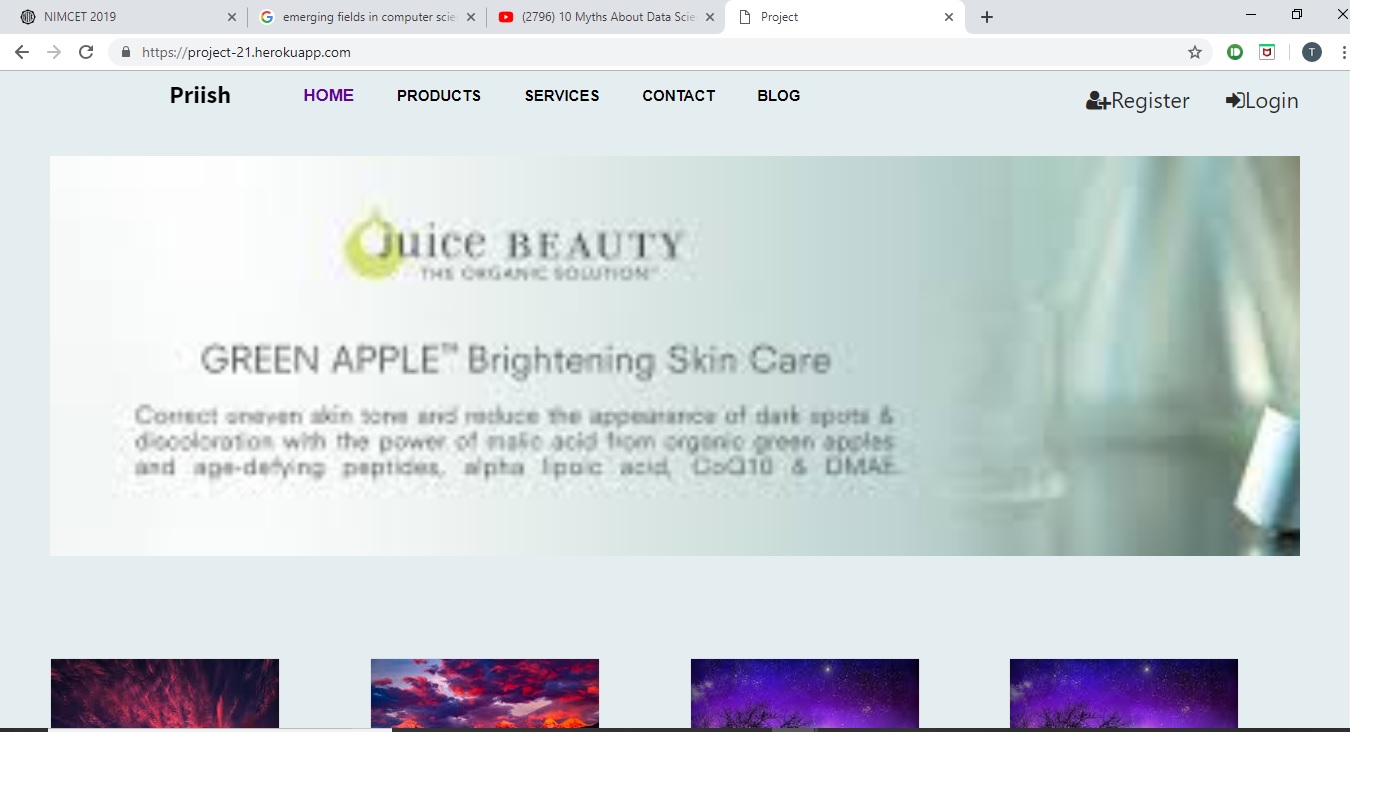 NIMCET 2019
emerging fields in computer scie
(2796) 10 Myths About Data Scie
Project
https://project-21.herokuapp.com
T
Priish
HOME
PRODUCTS
SERVICES
CONTACT
BLOG
Register
Login
Juice BEAUTY
THE ORGANIC SOLUTION
GREEN APPLE™ Brightening Skin Care
Correct uneven skin tone and reduce the appearance of dark spots &
discoloration with the power of malic acid from organic green apples
and age-defying peptides, alpha lipoic acid, CoQ10 & DMAE.